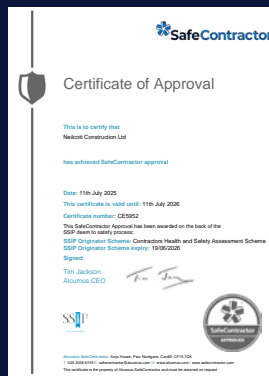 SafeContractor
Certificate of Approval
This is to certify that
Neilcott Construction Ltd
has achieved SafeContractor approval
Date: 11th July 2025
This certificate is valid until: 11th July 2026
Certificate number: CE5952
This SafeContractor Approval has been awarded on the back of the
SSIP deem to satisfy process:
SSIP Originator Scheme: Contractors Health and Safety Assessment Scheme
SSIP Originator Scheme expiry: 19/06/2026
Signed:
Tim Jackson
Alcumus CEO
SSIP
SafeContractor
APPROVED
This certificate is the property of Alcumus SafeContractor and must be returned on request